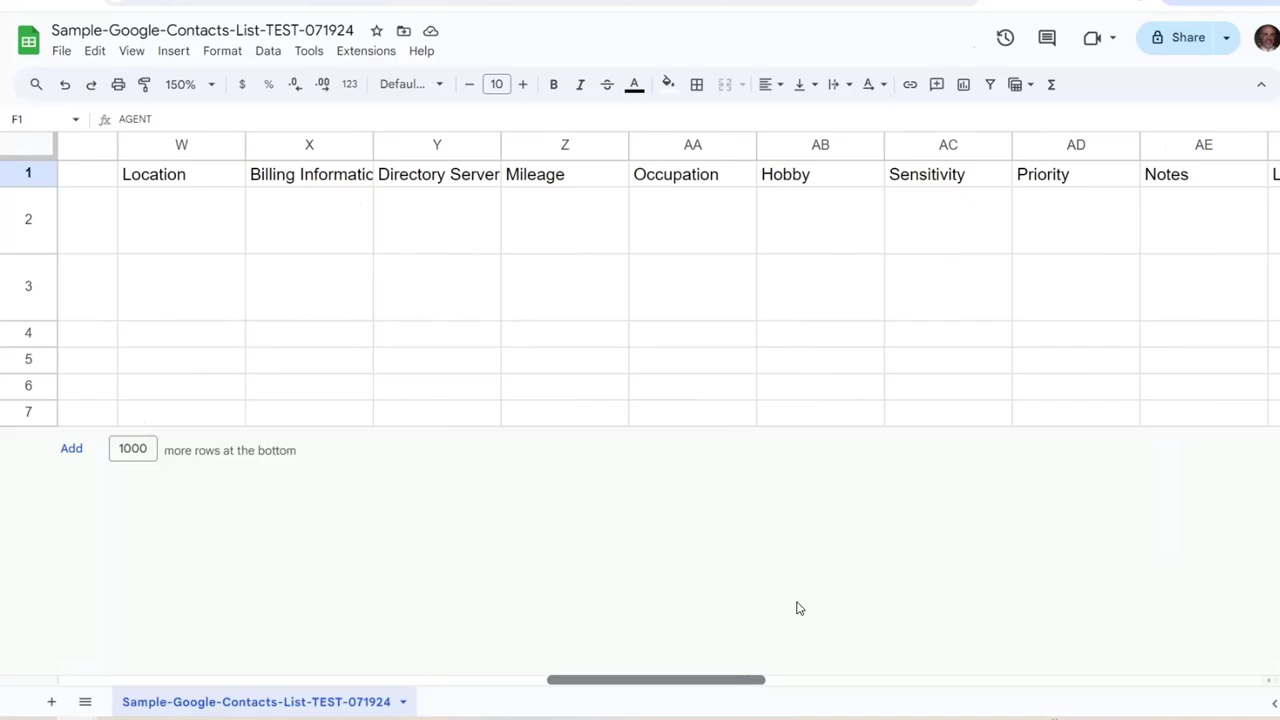 Sample-Google-Contacts-List-TEST-071924
File Edit View Insert Format Data Tools Extensions Help
Share
150% $ % .0 .00 123 Defaul... 10 B I A Σ
F1 fx AGENT
W X Y Z AA AB AC AD AE
1 Location Billing Informatic Directory Server Mileage Occupation Hobby Sensitivity Priority Notes L
2
3
4
5
6
7
Add 1000 more rows at the bottom
Sample-Google-Contacts-List-TEST-071924